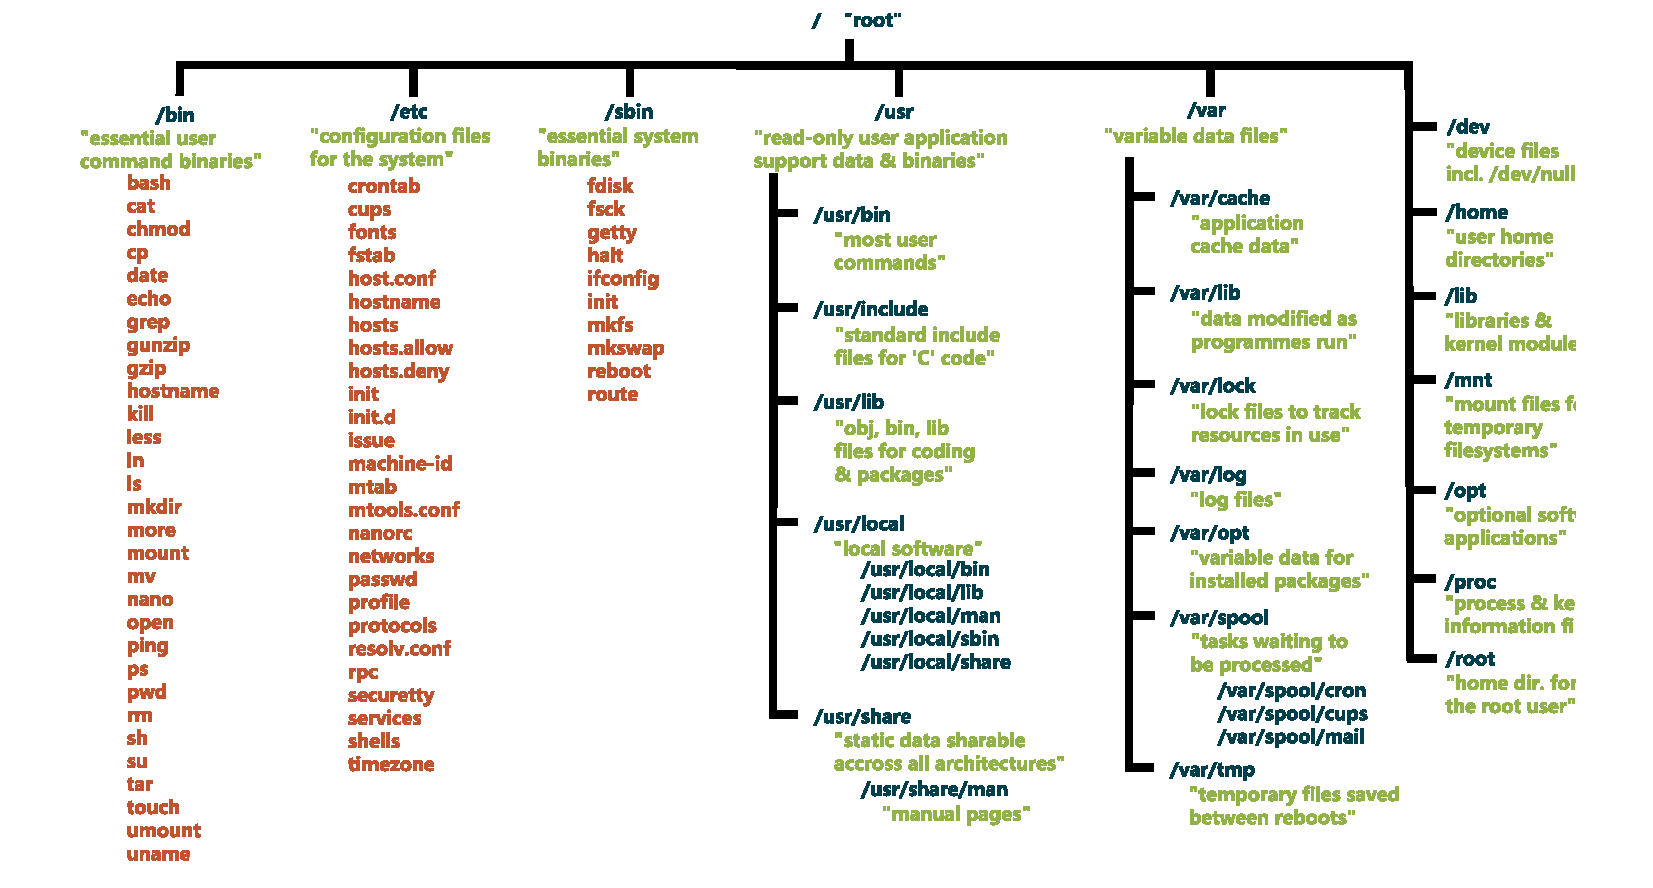 / "root"
/bin
"essential user
command binaries"
bash
cat
chmod
cp
date
echo
grep
gunzip
gzip
hostname
kill
less
ln
ls
mkdir
more
mount
mv
nano
open
ping
ps
pwd
rm
sh
su
tar
touch
umount
uname
/etc
"configuration files
for the system"
crontab
cups
fonts
fstab
host.conf
hostname
hosts
hosts.allow
hosts.deny
init
init.d
issue
machine-id
mtab
mtools.conf
nanorc
networks
passwd
profile
protocols
resolv.conf
rpc
securetty
services
shells
timezone
/sbin
"essential system
binaries"
fdisk
fsck
getty
halt
ifconfig
init
mkfs
mkswap
reboot
route
/usr
"read-only user application
support data & binaries"
/usr/bin
"most user
commands"
/usr/include
"standard include
files for 'C' code"
/usr/lib
"obj, bin, lib
files for coding
& packages"
/usr/local
"local software"
/usr/local/bin
/usr/local/lib
/usr/local/man
/usr/local/sbin
/usr/local/share
/usr/share
"static data sharable
accross all architectures"
/usr/share/man
"manual pages"
/var
"variable data files"
/var/cache
"application
cache data"
/var/lib
"data modified as
programmes run"
/var/lock
"lock files to track
resources in use"
/var/log
"log files"
/var/opt
"variable data for
installed packages"
/var/spool
"tasks waiting to
be processed"
/var/spool/cron
/var/spool/cups
/var/spool/mail
/var/tmp
"temporary files saved
between reboots"
/dev
"device files
incl. /dev/null
/home
"user home
directories"
/lib
"libraries &
kernel module
/mnt
"mount files f
temporary
filesystems"
/opt
"optional soft
applications"
/proc
"process & ke
information fi
/root
"home dir. for
the root user"